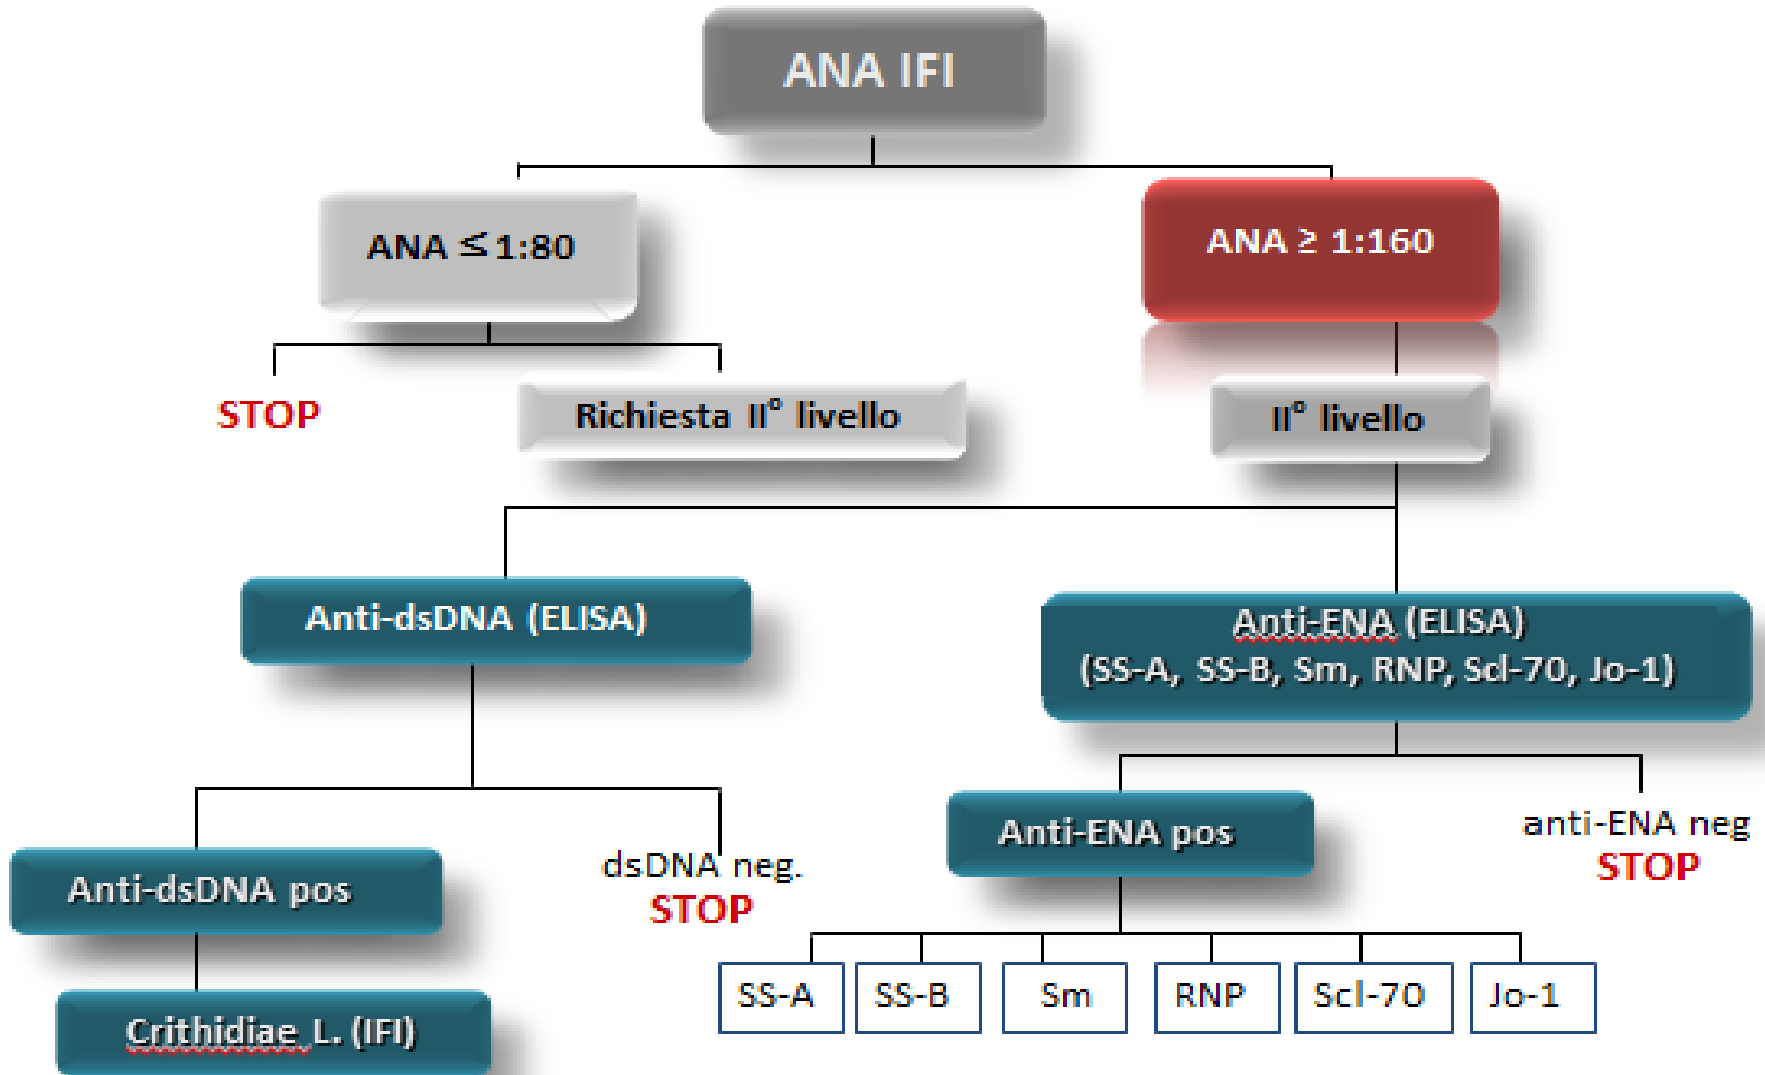 ANA IFI
ANA ≤ 1:80
ANA ≥ 1:160
STOP
Richiesta II° livello
II° livello
Anti-dsDNA (ELISA)
Anti-ENA (ELISA)
(SS-A, SS-B, Sm, RNP, Scl-70, Jo-1)
Anti-dsDNA pos
dsDNA neg.
STOP
Anti-ENA pos
anti-ENA neg
STOP
Crithidiae L. (IFI)
SS-A
SS-B
Sm
RNP
Scl-70
Jo-1